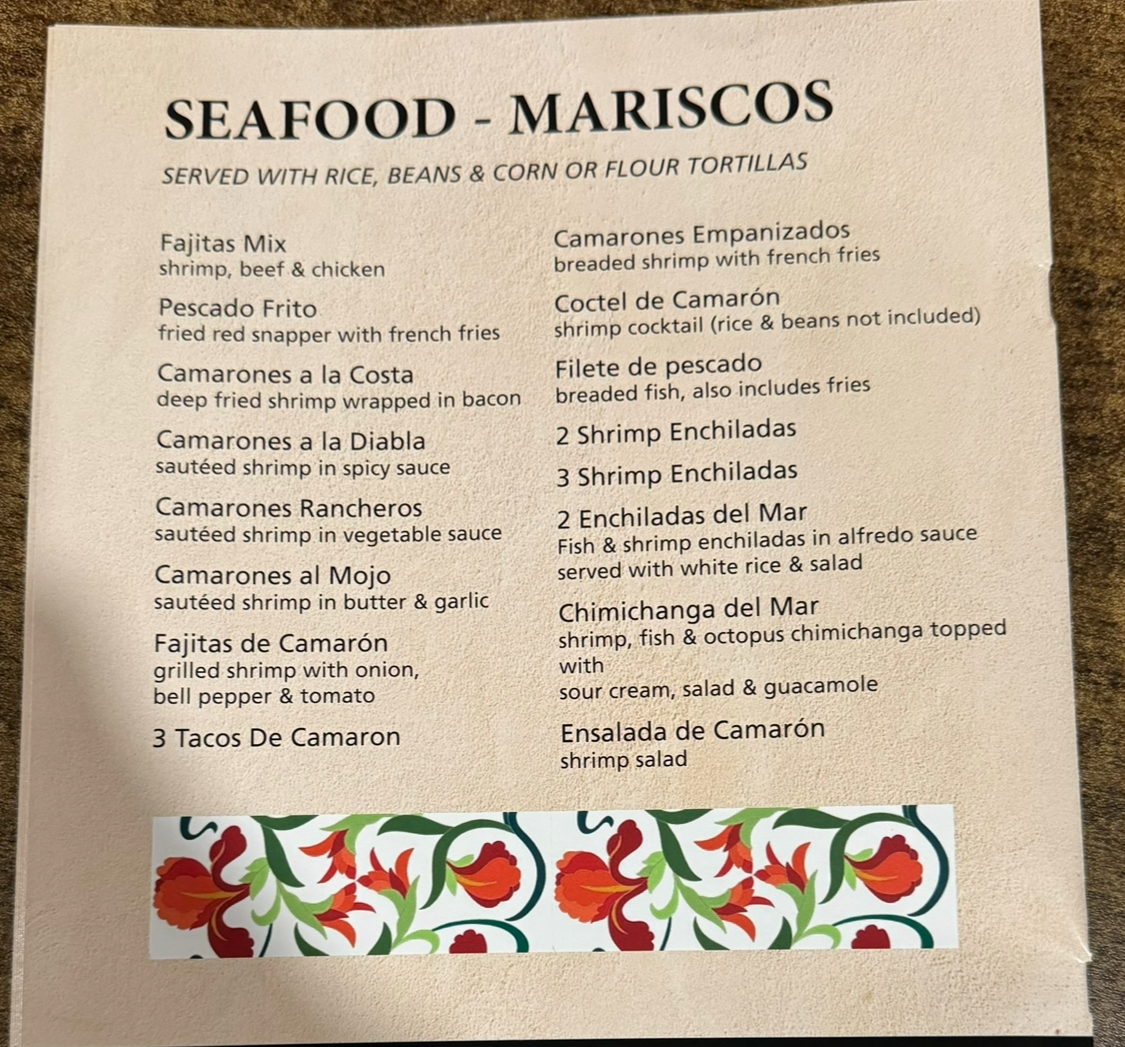 SEAFOOD - MARISCOS
SERVED WITH RICE, BEANS & CORN OR FLOUR TORTILLAS
Fajitas Mix
shrimp, beef & chicken
Pescado Frito
fried red snapper with french fries
Camarones a la Costa
deep fried shrimp wrapped in bacon
Camarones a la Diabla
sautéed shrimp in spicy sauce
Camarones Rancheros
sautéed shrimp in vegetable sauce
Camarones al Mojo
sautéed shrimp in butter & garlic
Fajitas de Camarón
grilled shrimp with onion,
bell pepper & tomato
3 Tacos De Camaron
Camarones Empanizados
breaded shrimp with french fries
Coctel de Camarón
shrimp cocktail (rice & beans not included)
Filete de pescado
breaded fish, also includes fries
2 Shrimp Enchiladas
3 Shrimp Enchiladas
2 Enchiladas del Mar
Fish & shrimp enchiladas in alfredo sauce
served with white rice & salad
Chimichanga del Mar
shrimp, fish & octopus chimichanga topped
with
sour cream, salad & guacamole
Ensalada de Camarón
shrimp salad